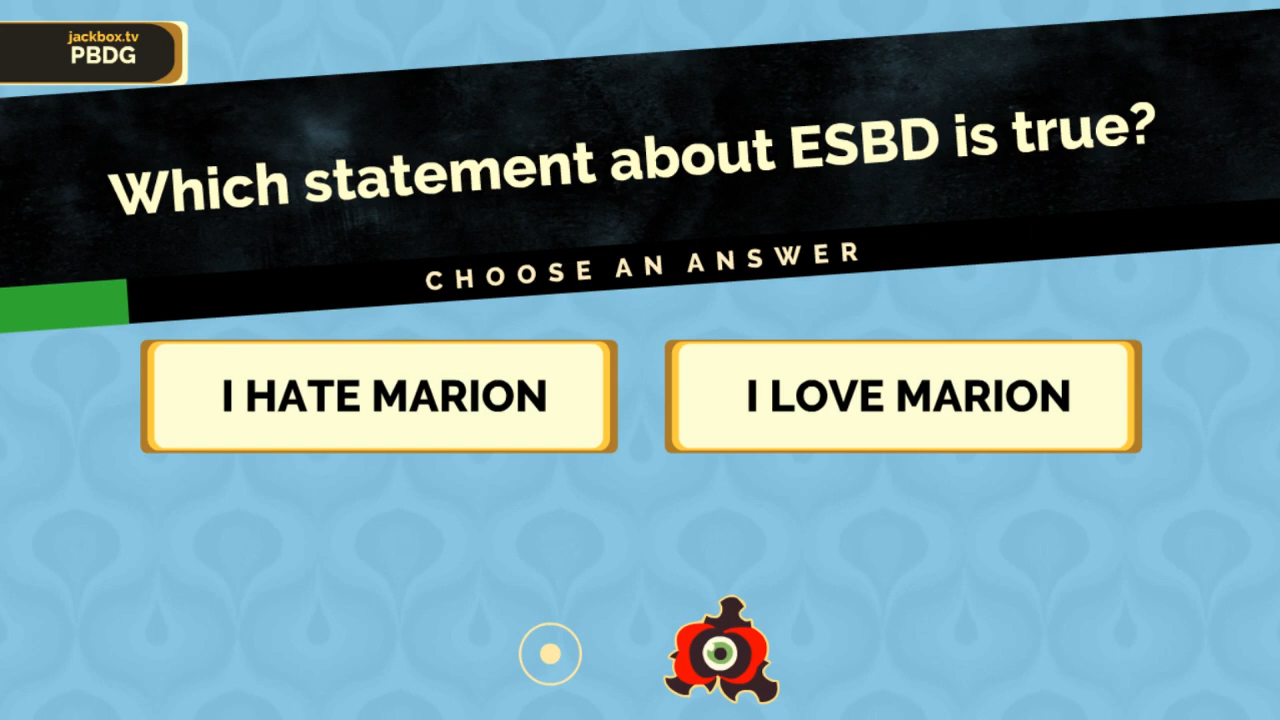 jackbox.tv
PBDG
Which statement about ESBD is true?
CHOOSE AN ANSWER
I HATE MARION
I LOVE MARION